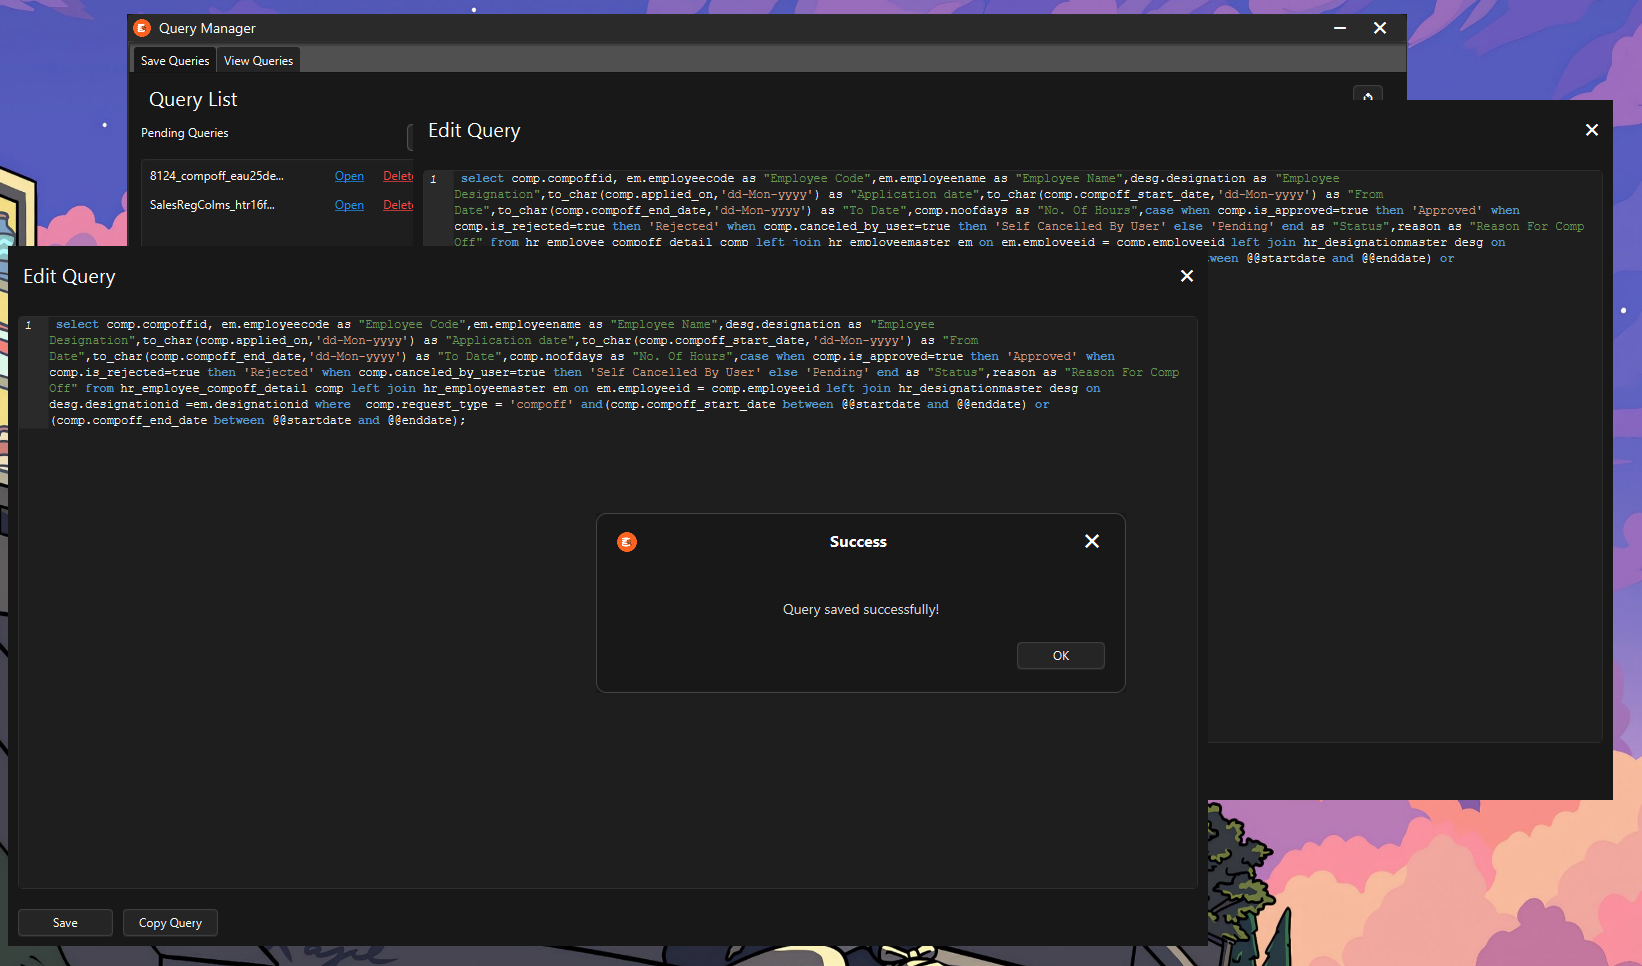 Query Manager
Save Queries
View Queries
Query List
Pending Queries
8124_compoff_eau25de...
Open
Delete
SalesRegColms_htr16f...
Open
Delete
Edit Query
1
select comp.compoffid, em.employeecode as "Employee Code",em.employeename as "Employee Name",desg.designation as "Employee
Designation",to_char(comp.applied_on,'dd-Mon-yyyy') as "Application date",to_char(comp.compoff_start_date,'dd-Mon-yyyy') as "From
Date",to_char(comp.compoff_end_date,'dd-Mon-yyyy') as "To Date",comp.noofdays as "No. Of Hours",case when comp.is_approved=true then 'Approved' when
comp.is_rejected=true then 'Rejected' when comp.canceled_by_user=true then 'Self Cancelled By User' else 'Pending' end as "Status",reason as "Reason For Comp
Off" from hr_employee_compoff_detail comp left join hr_employeemaster em on em.employeeid = comp.employeeid left join hr_designationmaster desg on
ween @@startdate and @@enddate) or
Edit Query
1
select comp.compoffid, em.employeecode as "Employee Code",em.employeename as "Employee Name",desg.designation as "Employee
Designation",to_char(comp.applied_on,'dd-Mon-yyyy') as "Application date",to_char(comp.compoff_start_date,'dd-Mon-yyyy') as "From
Date",to_char(comp.compoff_end_date,'dd-Mon-yyyy') as "To Date",comp.noofdays as "No. Of Hours",case when comp.is_approved=true then 'Approved' when
comp.is_rejected=true then 'Rejected' when comp.canceled_by_user=true then 'Self Cancelled By User' else 'Pending' end as "Status",reason as "Reason For Comp
Off" from hr_employee_compoff_detail comp left join hr_employeemaster em on em.employeeid = comp.employeeid left join hr_designationmaster desg on
desg.designationid =em.designationid where  comp.request_type = 'compoff' and(comp.compoff_start_date between @@startdate and @@enddate) or
(comp.compoff_end_date between @@startdate and @@enddate);
Success
Query saved successfully!
OK
Save
Copy Query